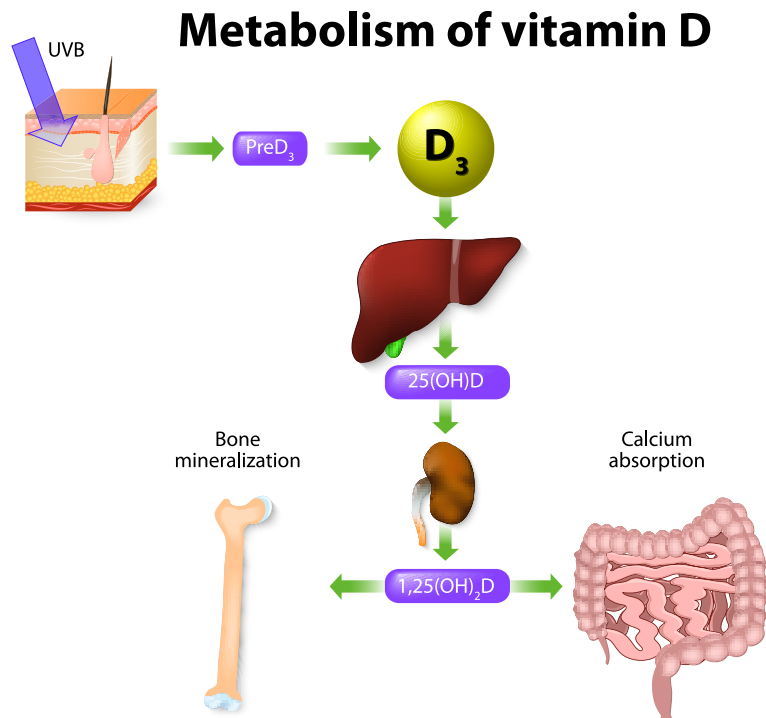 Metabolism of vitamin D
UVB
PreD₃
D₃
25(OH)D
Bone
mineralization
Calcium
absorption
1,25(OH)₂D